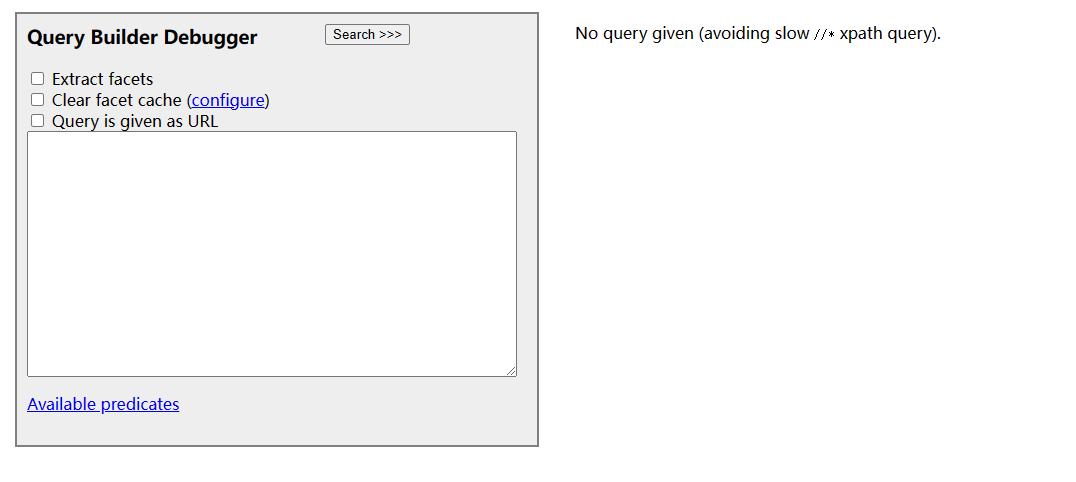 Query Builder Debugger
Search >>>
Extract facets
Clear facet cache (configure)
Query is given as URL
Available predicates
No query given (avoiding slow //* xpath query).